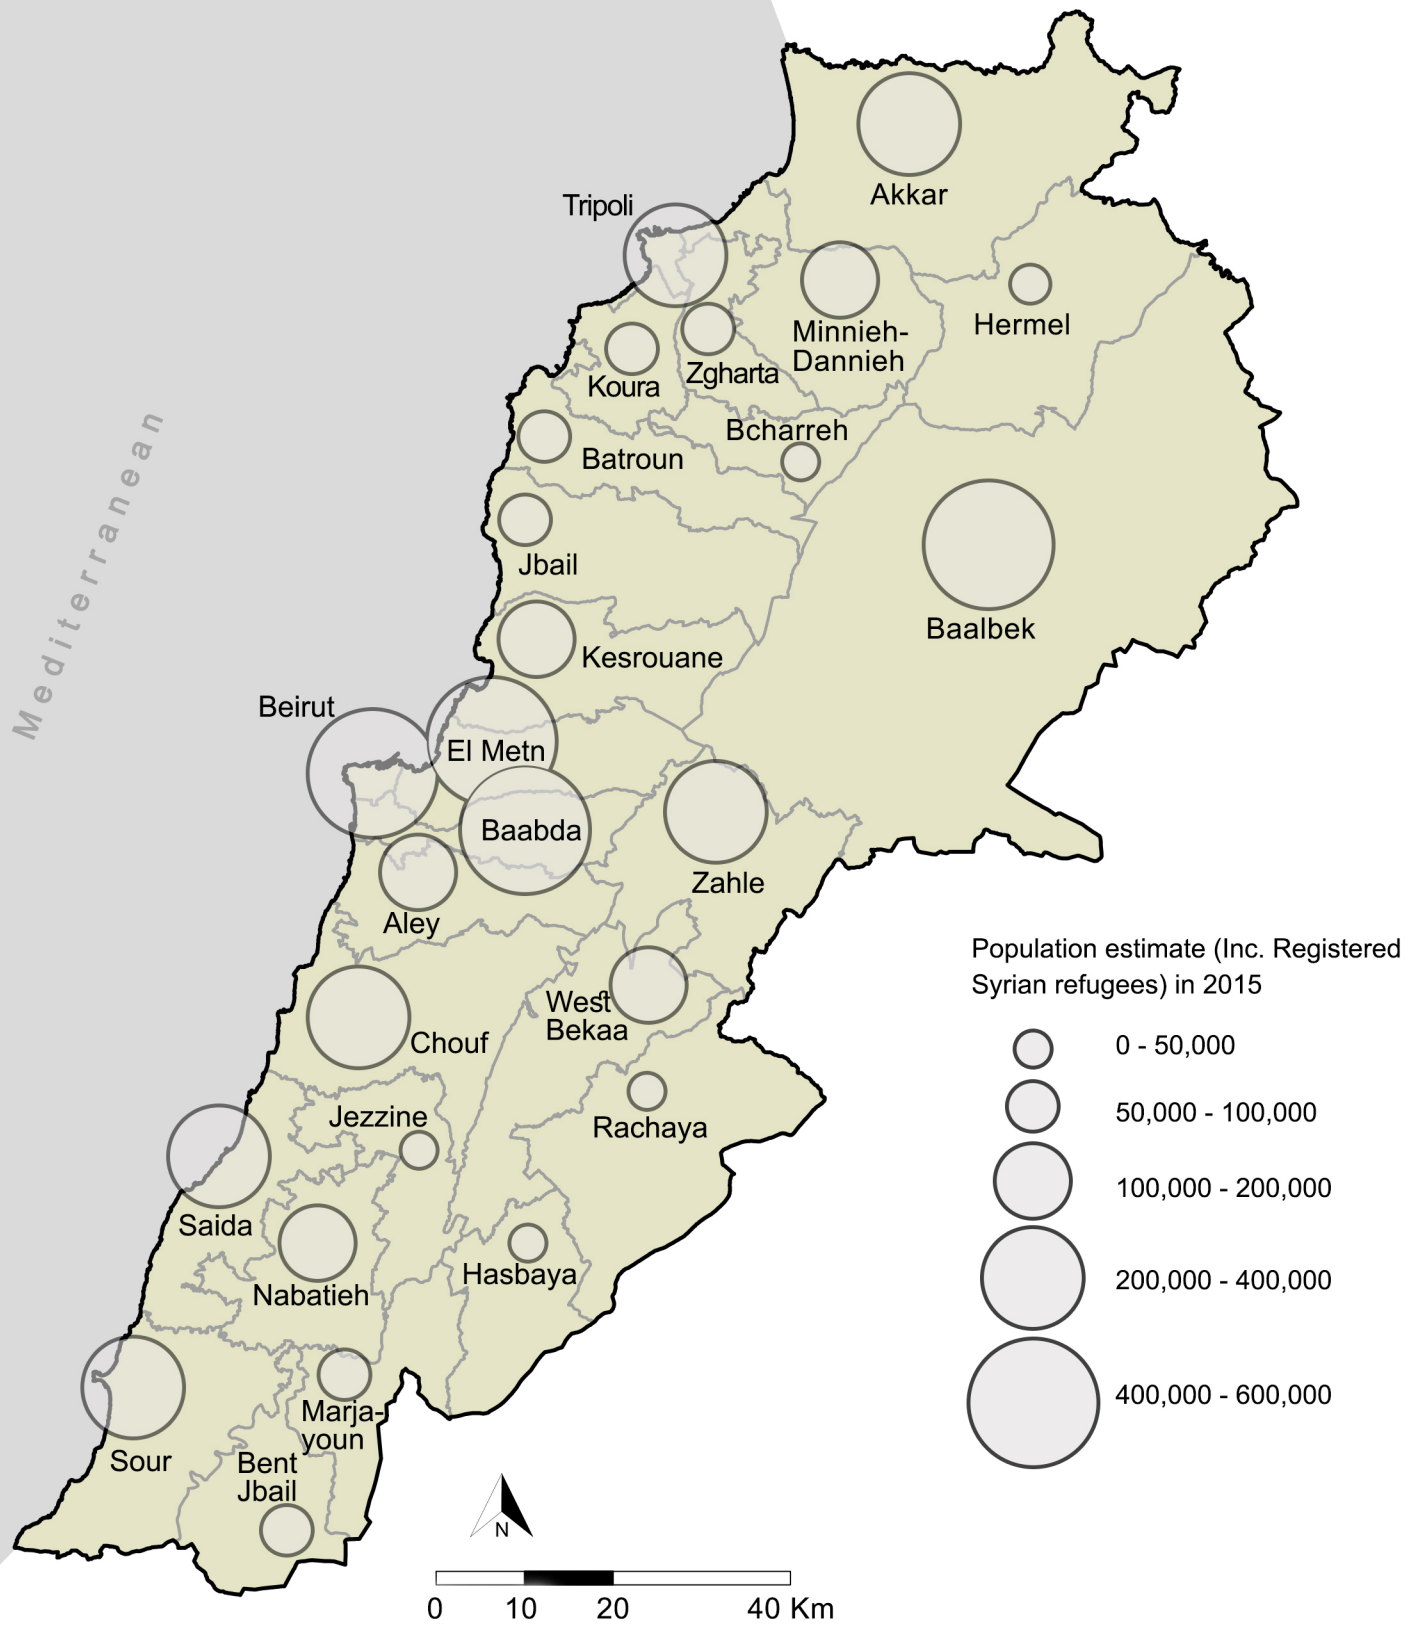 Akkar
Tripoli
Hermel
Minnieh-
Dannieh
Zgharta
Koura
Bcharreh
Batroun
Mediterranean
Jbail
Baalbek
Kesrouane
Beirut
El Metn
Baabda
Zahle
Aley
West
Bekaa
Chouf
Jezzine
Rachaya
Saida
Hasbaya
Nabatieh
Marja-
youn
Sour
Bent
Jbail
Population estimate (Inc. Registered
Syrian refugees) in 2015
0 - 50,000
50,000 - 100,000
100,000 - 200,000
200,000 - 400,000
400,000 - 600,000
N
0 10 20 40 Km